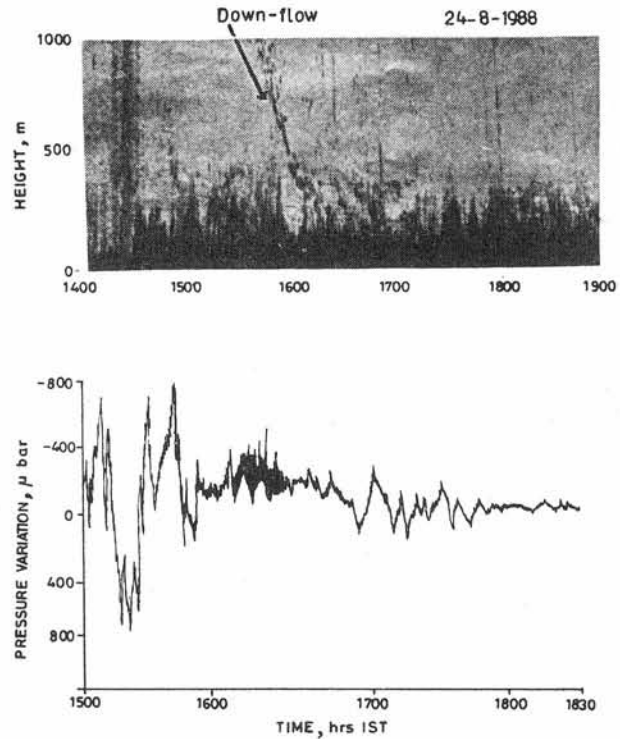 Down-flow
24-8-1988
1000
500
0
HEIGHT, m
1400 1500 1600 1700 1800 1900
-800
-400
0
400
800
PRESSURE VARIATION, μ bar
1500 1600 1700 1800 1830
TIME, hrs IST